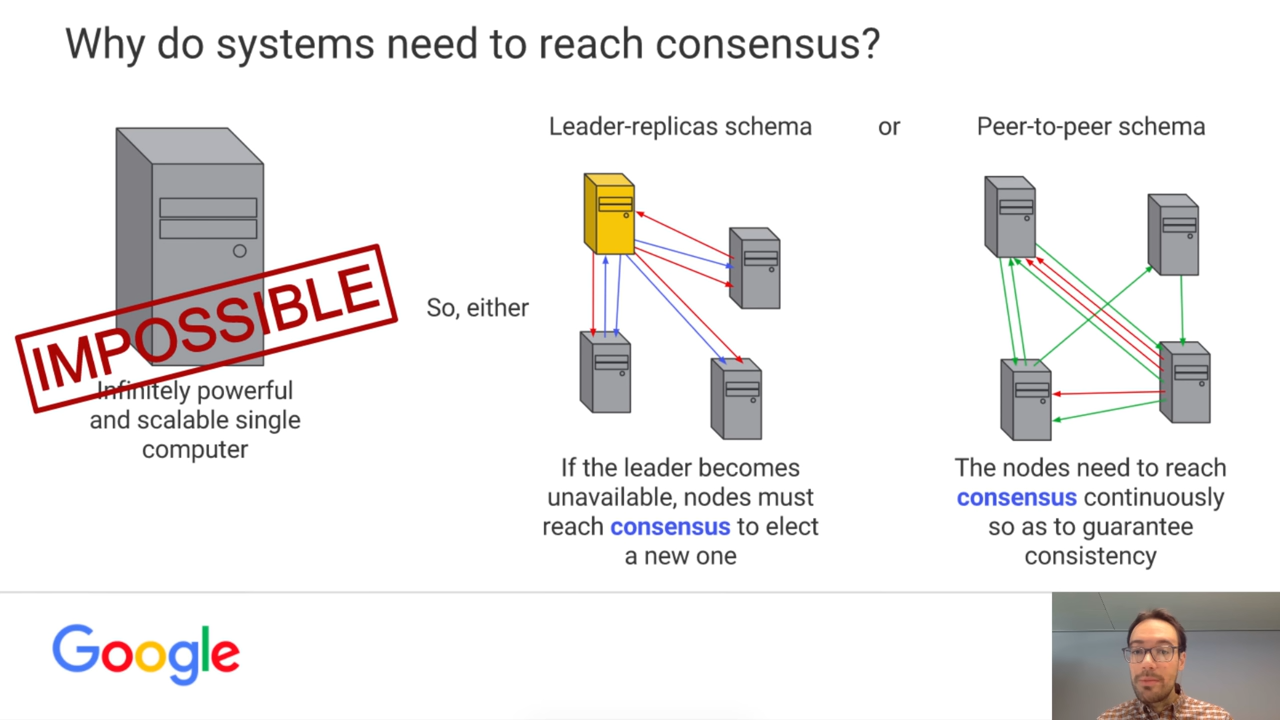 Why do systems need to reach consensus?
Leader-replicas schema
or
Peer-to-peer schema
IMPOSSIBLE
Infinitely powerful
and scalable single
computer
So, either
If the leader becomes
unavailable, nodes must
reach consensus to elect
a new one
The nodes need to reach
consensus continuously
so as to guarantee
consistency
Google